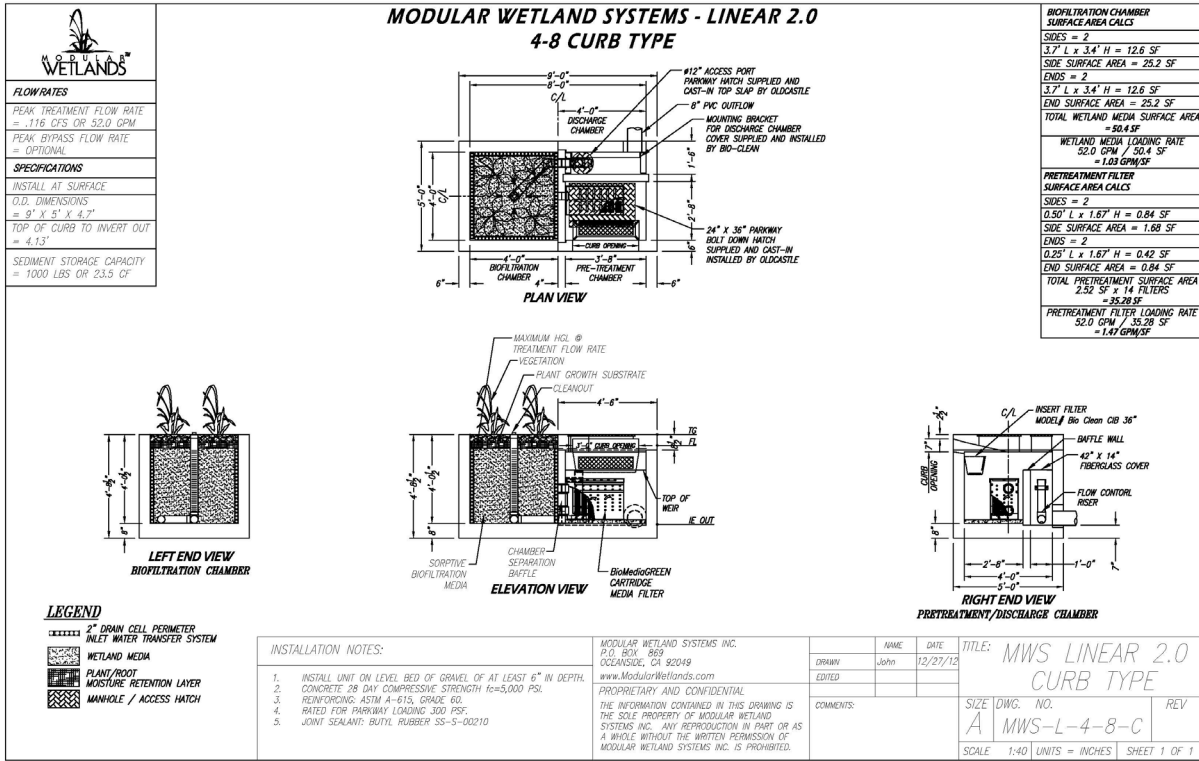 MODULAR WETLAND SYSTEMS - LINEAR 2.0
4-8 CURB TYPE
MODULAR
WETLANDS
FLOW RATES
PEAK TREATMENT FLOW RATE
= .116 CFS OR 52.0 GPM
PEAK BYPASS FLOW RATE
= OPTIONAL
SPECIFICATIONS
INSTALL AT SURFACE
O.D. DIMENSIONS
= 9' X 5' X 4.7'
TOP OF CURB TO INVERT OUT
= 4.13'
SEDIMENT STORAGE CAPACITY
= 1000 LBS OR 23.5 CF
9'-0"
8'-0"
C/L
4'-0"
DISCHARGE
CHAMBER
#12" ACCESS PORT
PARKWAY HATCH SUPPLIED AND
CAST-IN TOP SLAP BY OLDCASTLE
8" PVC OUTFLOW
MOUNTING BRACKET
FOR DISCHARGE CHAMBER
COVER SUPPLIED AND INSTALLED
BY BIO-CLEAN
5'-0"
4'-0"
C/L
1'-6"
2'-8"
6"
24" X 36" PARKWAY
BOLT DOWN HATCH
SUPPLIED AND CAST-IN
INSTALLED BY OLDCASTLE
CURB OPENING
4'-0"
BIOFILTRATION
CHAMBER
3'-8"
PRE-TREATMENT
CHAMBER
6"
4"
6"
PLAN VIEW
BIOFILTRATION CHAMBER
SURFACE AREA CALCS
SIDES = 2
3.7' L x 3.4' H = 12.6 SF
SIDE SURFACE AREA = 25.2 SF
ENDS = 2
3.7' L x 3.4' H = 12.6 SF
END SURFACE AREA = 25.2 SF
TOTAL WETLAND MEDIA SURFACE AREA
= 50.4 SF
WETLAND MEDIA LOADING RATE
52.0 GPM / 50.4 SF
= 1.03 GPM/SF
PRETREATMENT FILTER
SURFACE AREA CALCS
SIDES = 2
0.50' L x 1.67' H = 0.84 SF
SIDE SURFACE AREA = 1.68 SF
ENDS = 2
0.25' L x 1.67' H = 0.42 SF
END SURFACE AREA = 0.84 SF
TOTAL PRETREATMENT SURFACE AREA
2.52 SF x 14 FILTERS
= 35.28 SF
PRETREATMENT FILTER LOADING RATE
52.0 GPM / 35.28 SF
= 1.47 GPM/SF
4'-8½"
4'-0½"
8"
LEFT END VIEW
BIOFILTRATION CHAMBER
MAXIMUM HGL @
TREATMENT FLOW RATE
VEGETATION
PLANT GROWTH SUBSTRATE
CLEANOUT
4'-6"
TG
FL
CURB OPENING
4'-8½"
4'-0½"
8"
TOP OF
WEIR
IE OUT
SORPTIVE
BIOFILTRATION
MEDIA
CHAMBER
SEPARATION
BAFFLE
BioMediaGREEN
CARTRIDGE
MEDIA FILTER
ELEVATION VIEW
2½"
7"
CURB
OPENING
8"
C/L
INSERT FILTER
MODEL# Bio Clean CIB 36"
BAFFLE WALL
42" X 14"
FIBERGLASS COVER
FLOW CONTORL
RISER
2'-8"
1'-0"
4'-0"
5'-0"
7"
RIGHT END VIEW
PRETREATMENT/DISCHARGE CHAMBER
LEGEND
2" DRAIN CELL PERIMETER
INLET WATER TRANSFER SYSTEM
WETLAND MEDIA
PLANT/ROOT
MOISTURE RETENTION LAYER
MANHOLE / ACCESS HATCH
INSTALLATION NOTES:
1. INSTALL UNIT ON LEVEL BED OF GRAVEL OF AT LEAST 6" IN DEPTH.
2. CONCRETE 28 DAY COMPRESSIVE STRENGTH fc=5,000 PSI.
3. REINFORCING: ASTM A-615, GRADE 60.
4. RATED FOR PARKWAY LOADING 300 PSF.
5. JOINT SEALANT: BUTYL RUBBER SS-S-00210
MODULAR WETLAND SYSTEMS INC.
P.O. BOX 869
OCEANSIDE, CA 92049
www.ModularWetlands.com
PROPRIETARY AND CONFIDENTIAL
THE INFORMATION CONTAINED IN THIS DRAWING IS
THE SOLE PROPERTY OF MODULAR WETLAND
SYSTEMS INC. ANY REPRODUCTION IN PART OR AS
A WHOLE WITHOUT THE WRITTEN PERMISSION OF
MODULAR WETLAND SYSTEMS INC. IS PROHIBITED.
NAME DATE
DRAWN John 12/27/12
EDITED
COMMENTS:
TITLE: MWS LINEAR 2.0
CURB TYPE
SIZE DWG. NO. REV
A MWS-L-4-8-C
SCALE 1:40 UNITS = INCHES SHEET 1 OF 1